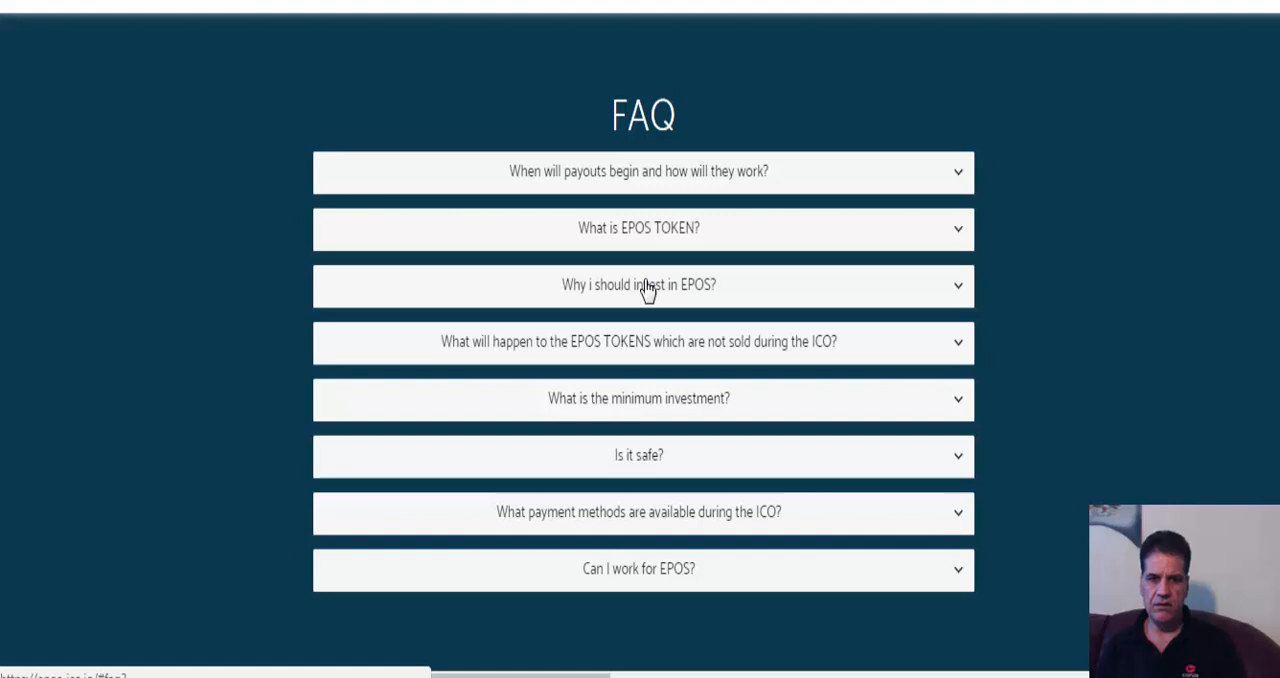 FAQ
When will payouts begin and how will they work?
What is EPOS TOKEN?
Why i should invest in EPOS?
What will happen to the EPOS TOKENS which are not sold during the ICO?
What is the minimum investment?
Is it safe?
What payment methods are available during the ICO?
Can I work for EPOS?